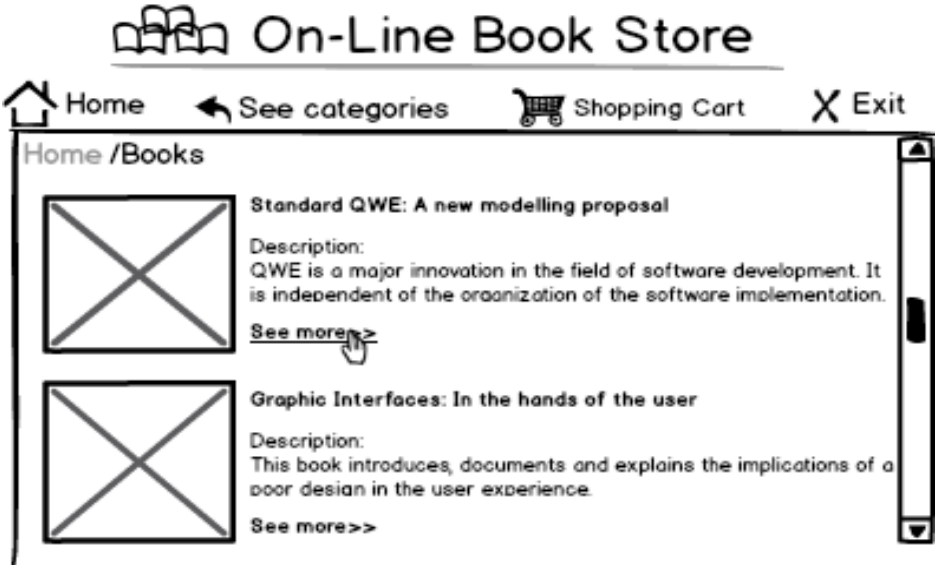 On-Line Book Store
Home
See categories
Shopping Cart
Exit
Home /Books
Standard QWE: A new modelling proposal
Description:
QWE is a major innovation in the field of software development. It
is independent of the organization of the software implementation.
See more>>
Graphic Interfaces: In the hands of the user
Description:
This book introduces, documents and explains the implications of a
poor design in the user experience.
See more>>